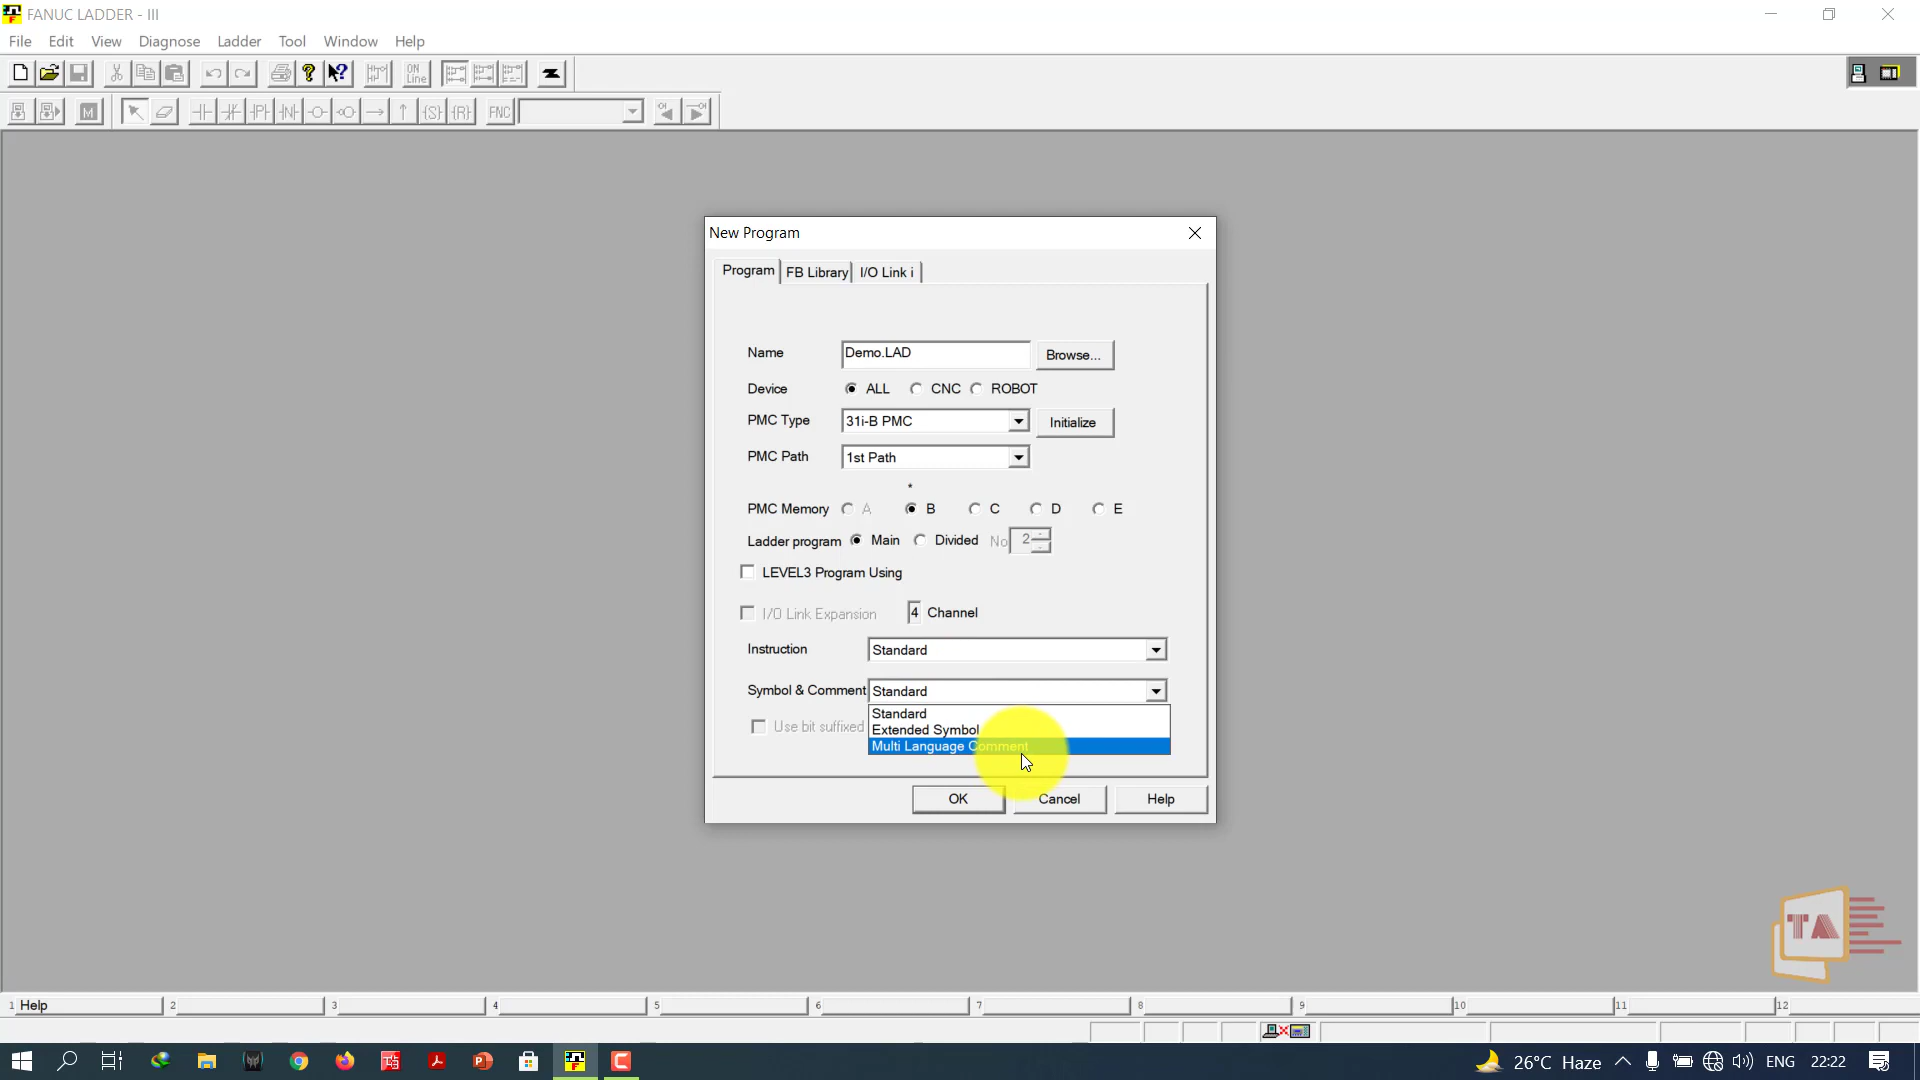 FANUC LADDER - III
File Edit View Diagnose Ladder Tool Window Help
ON
Line
M P N S R FNC
New Program
Program FB Library I/O Link i
Name Demo.LAD Browse...
Device ALL CNC ROBOT
PMC Type 31i-B PMC Initialize
PMC Path 1st Path
*
PMC Memory A B C D E
Ladder program Main Divided No 2
LEVEL3 Program Using
I/O Link Expansion 4 Channel
Instruction Standard
Symbol & Comment Standard
Standard
Use bit suffixed
Extended Symbol
Multi Language Comment
OK Cancel Help
TA
1 Help 2 3 4 5 6 7 8 9 10 11 12
26°C Haze ENG 22:22